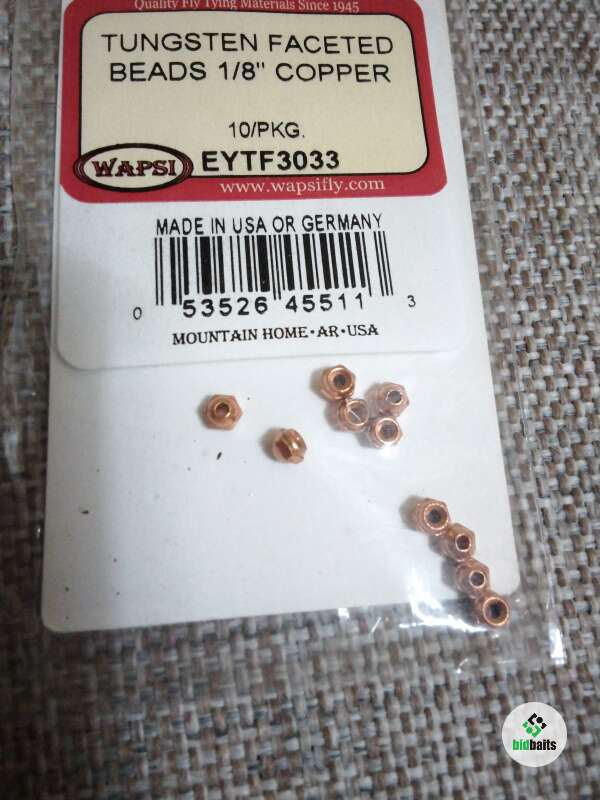 Quality Fly Tying Materials Since 1945
TUNGSTEN FACETED
BEADS 1/8" COPPER
10/PKG.
WAPSI EYTF3033
www.wapsifly.com
MADE IN USA OR GERMANY
0 53526 45511 3
MOUNTAIN HOME•AR•USA
bidbaits